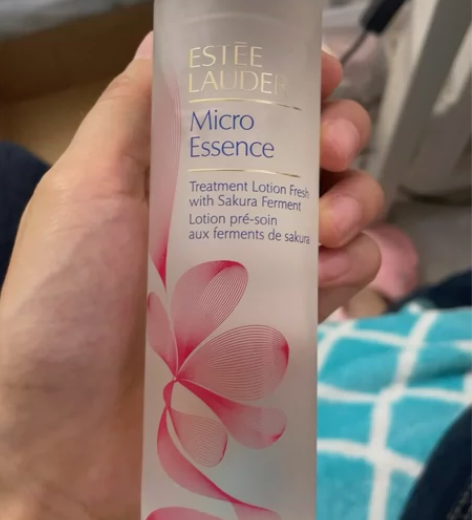 ESTĒE
LAUDER
Micro
Essence
Treatment Lotion Fresh
with Sakura Ferment
Lotion pré-soin
aux ferments de sakura